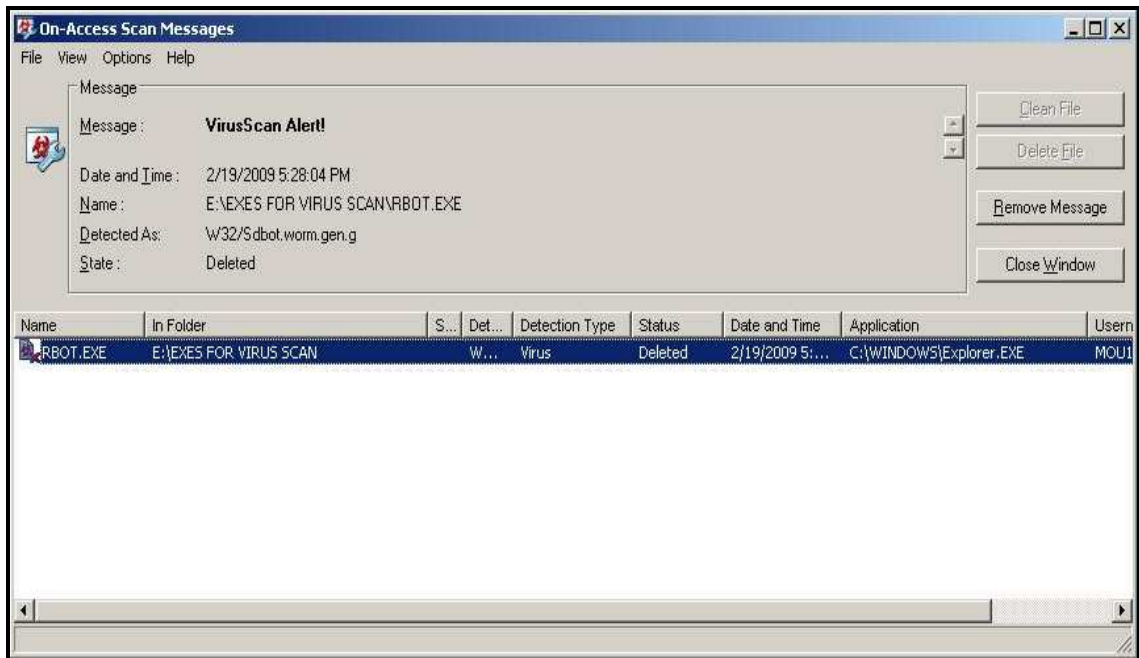 On-Access Scan Messages
File View Options Help
Message
Message : VirusScan Alert!
Date and Time : 2/19/2009 5:28:04 PM
Name : E:\EXES FOR VIRUS SCAN\RBOT.EXE
Detected As: W32/Sdbot.worm.gen.g
State : Deleted
Clean File
Delete File
Remove Message
Close Window
Name In Folder S... Det... Detection Type Status Date and Time Application Usern
RBOT.EXE E:\EXES FOR VIRUS SCAN W... Virus Deleted 2/19/2009 5:... C:\WINDOWS\Explorer.EXE MOU1